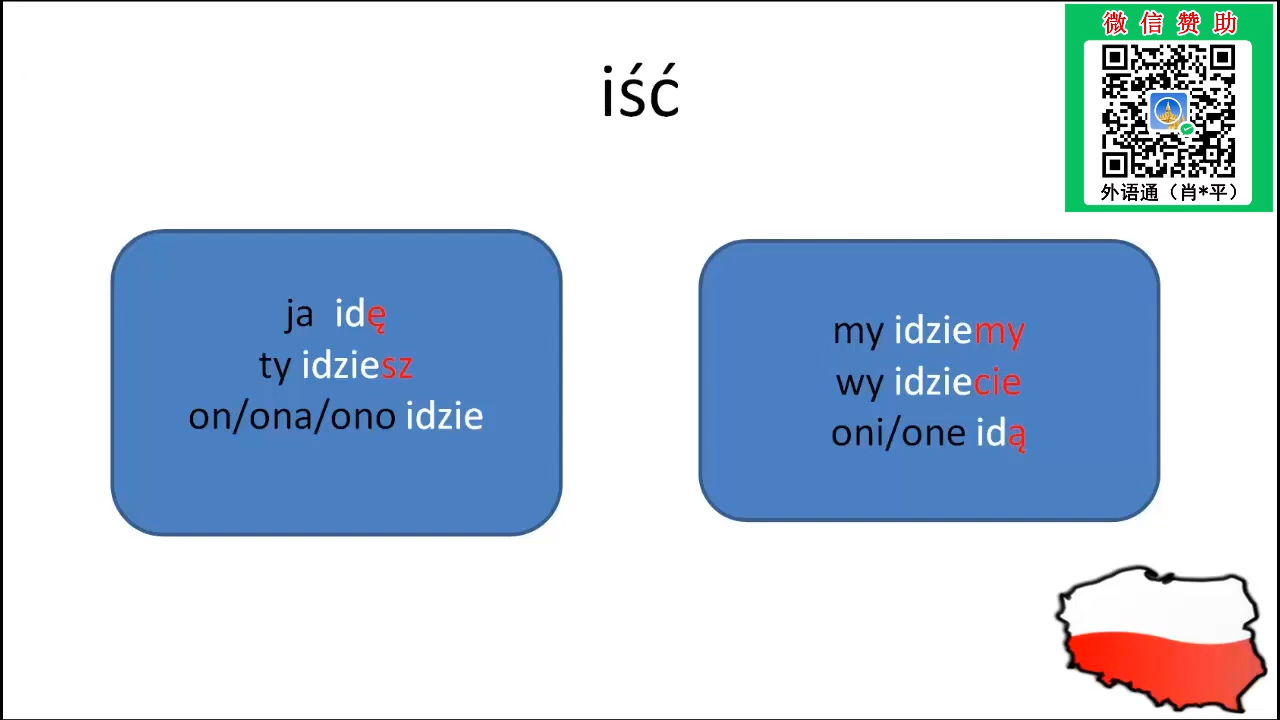 微信赞助
外语通（肖*平）
iść
ja idę
ty idziesz
on/ona/ono idzie
my idziemy
wy idziecie
oni/one idą